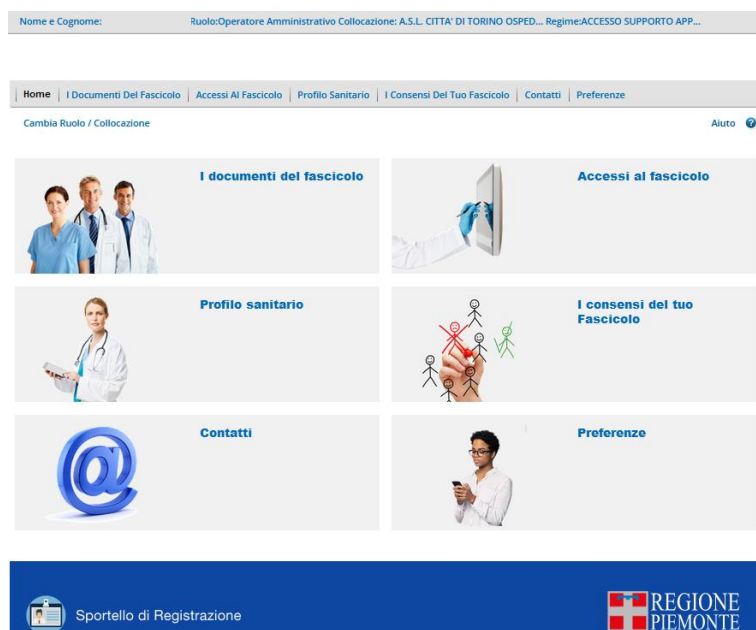 Nome e Cognome: Ruolo:Operatore Amministrativo Collocazione: A.S.L. CITTA' DI TORINO OSPED... Regime:ACCESSO SUPPORTO APP...
Home | I Documenti Del Fascicolo | Accessi Al Fascicolo | Profilo Sanitario | I Consensi Del Tuo Fascicolo | Contatti | Preferenze
Cambia Ruolo / Collocazione Aiuto ?
I documenti del fascicolo
Accessi al fascicolo
Profilo sanitario
I consensi del tuo
Fascicolo
Contatti
Preferenze
Sportello di Registrazione
REGIONE
PIEMONTE